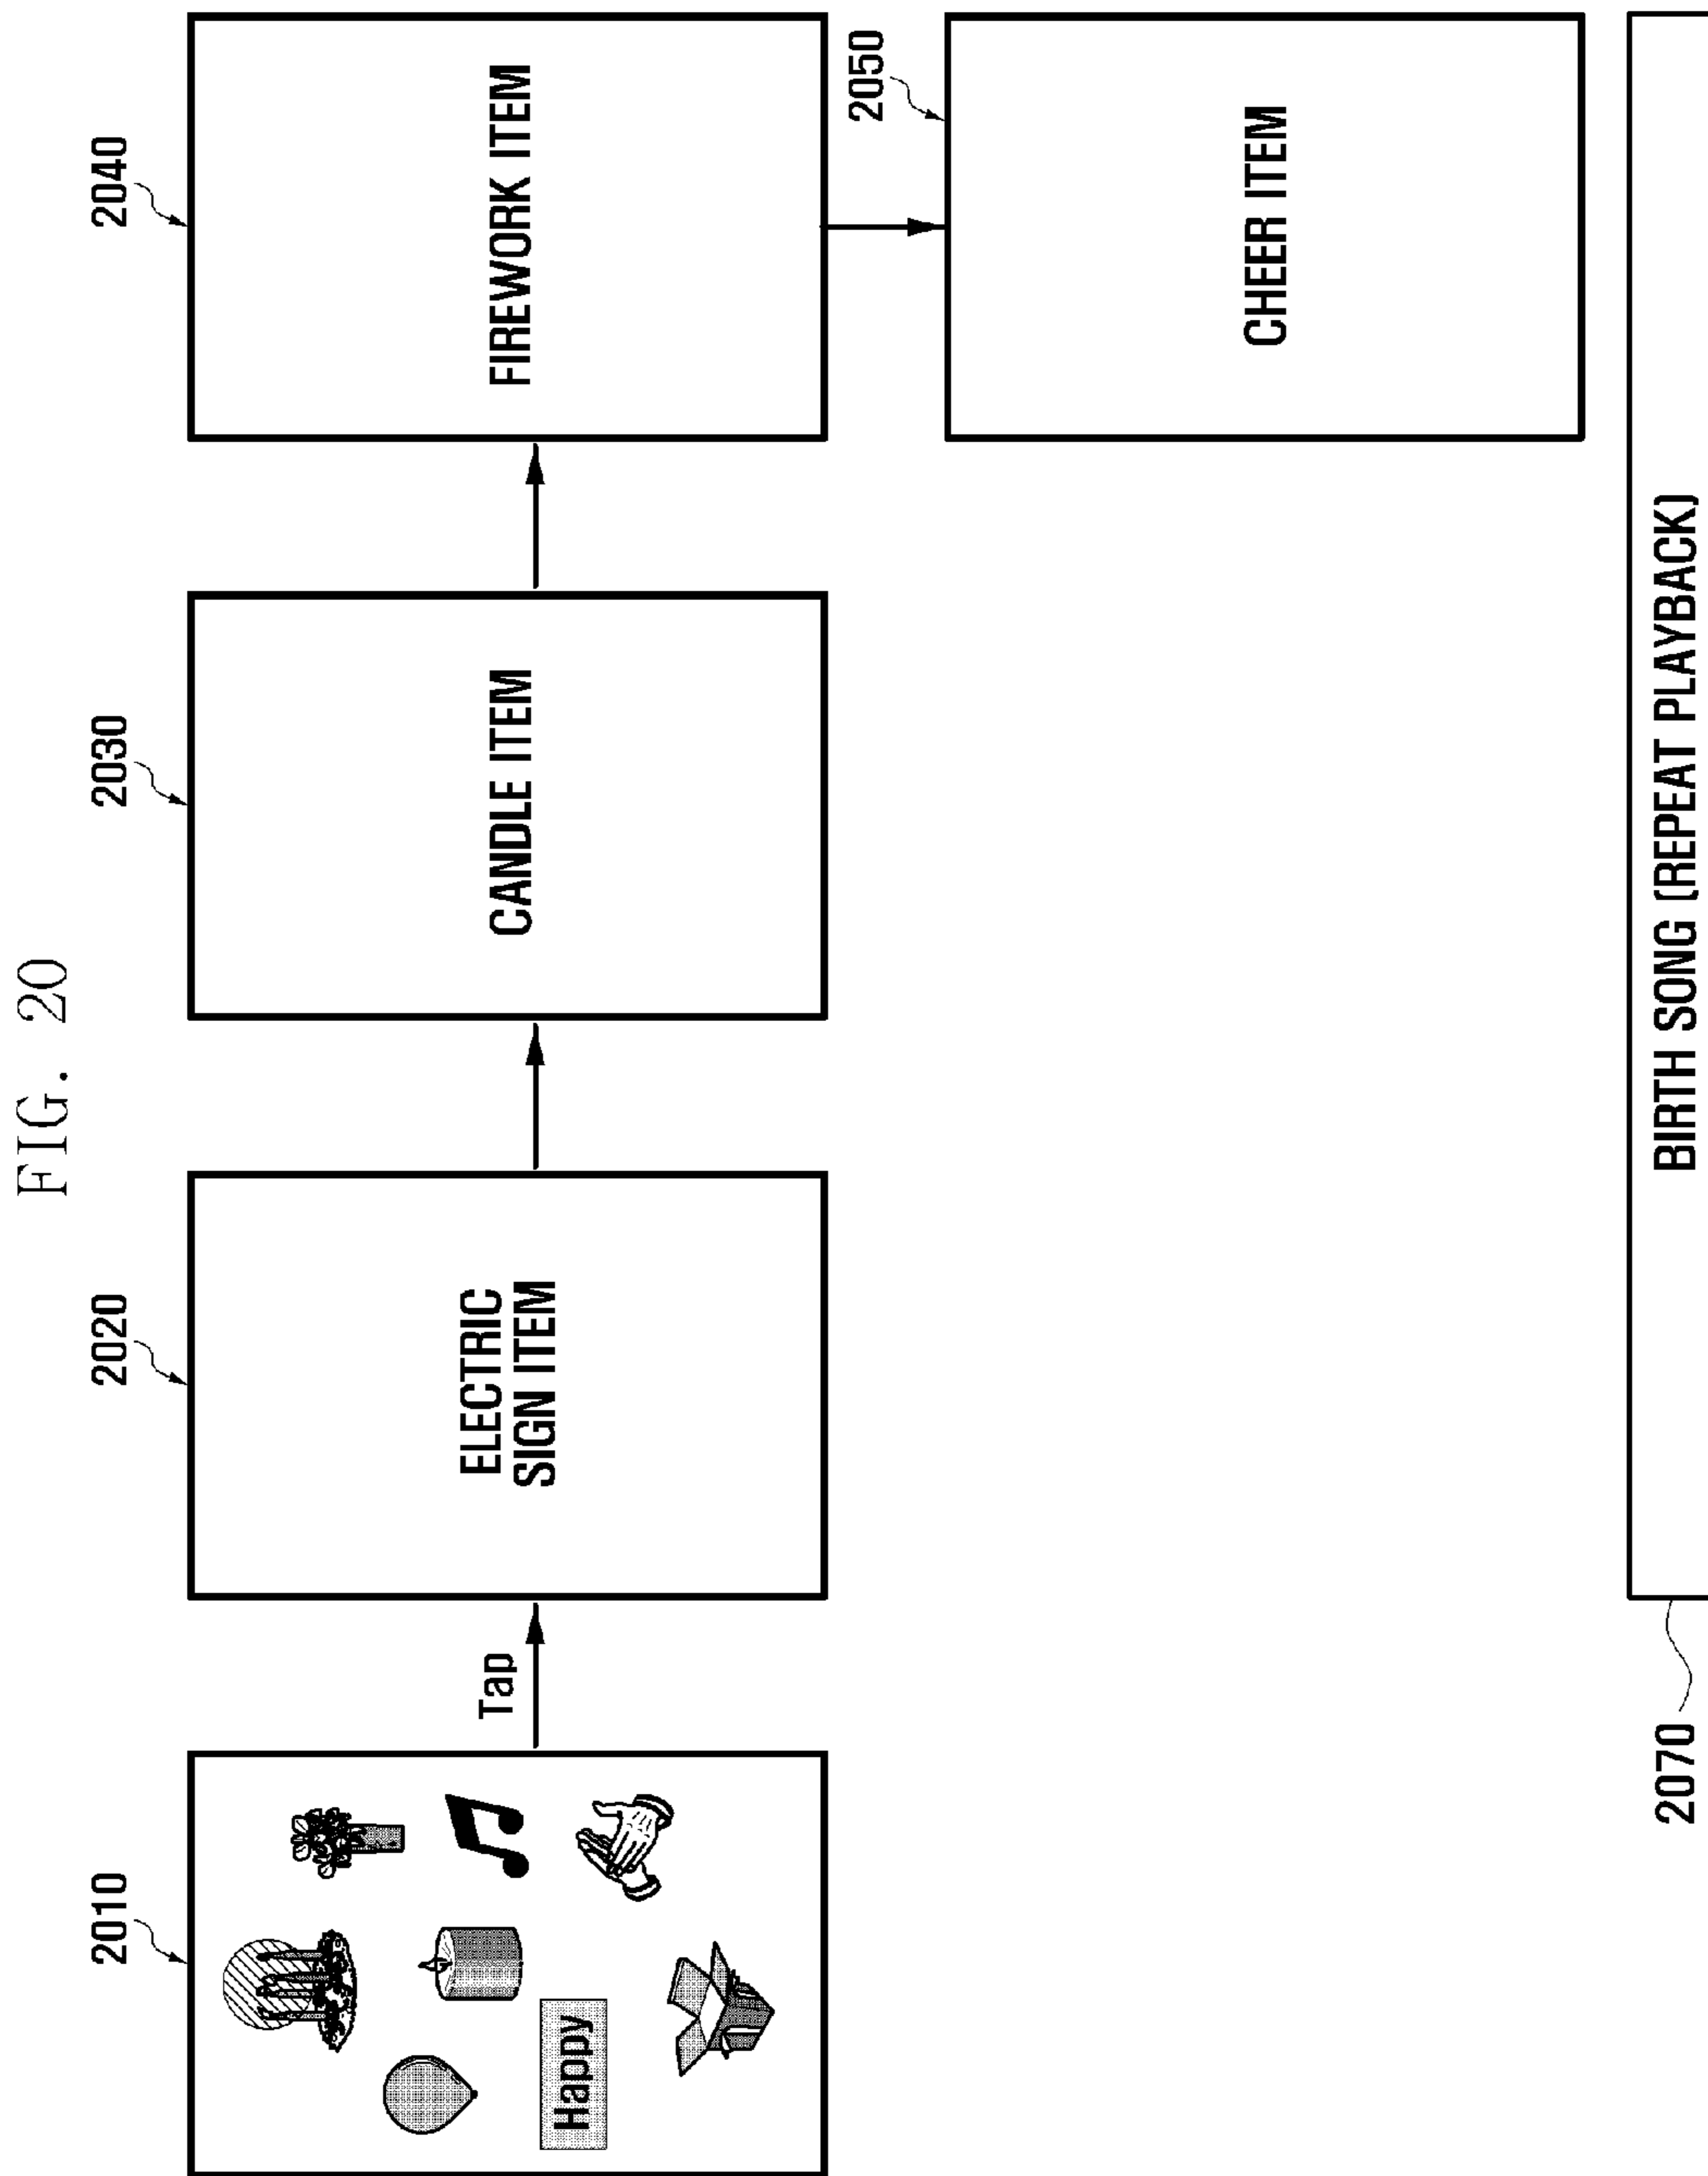 FIG. 20
2010
2020
2030
2040
Happy
Tap
ELECTRIC
SIGN ITEM
CANDLE ITEM
FIREWORK ITEM
2050
CHEER ITEM
2070
BIRTH SONG (REPEAT PLAYBACK)